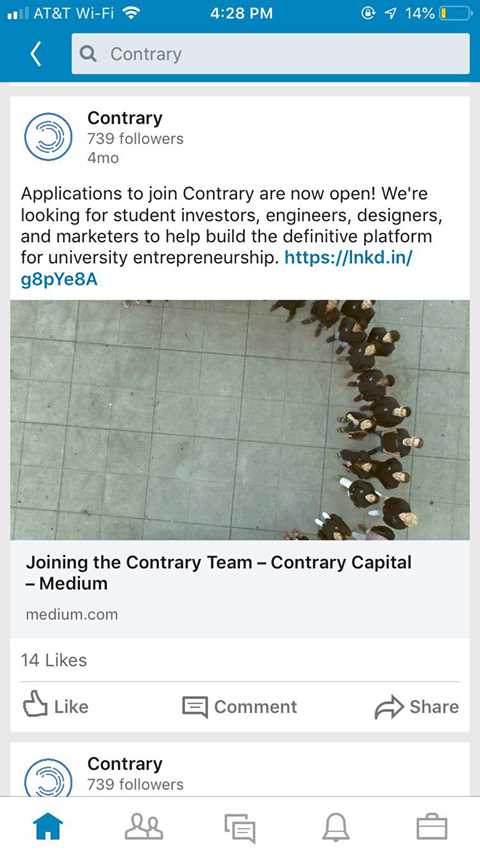 AT&T Wi-Fi 4:28 PM 14%
Contrary
Contrary
739 followers
4mo
Applications to join Contrary are now open! We're
looking for student investors, engineers, designers,
and marketers to help build the definitive platform
for university entrepreneurship. https://lnkd.in/
g8pYe8A
Joining the Contrary Team – Contrary Capital
– Medium
medium.com
14 Likes
Like Comment Share
Contrary
739 followers